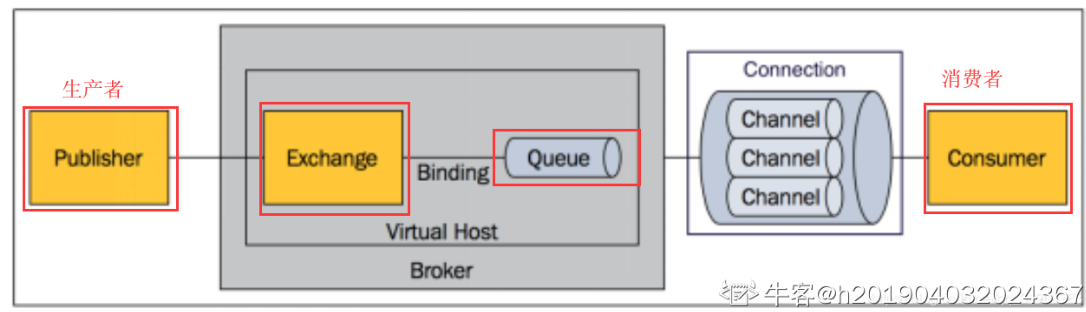 生产者
Publisher
Exchange
Binding
Queue
Virtual Host
Broker
Connection
Channel
Channel
Channel
消费者
Consumer
牛客@h201904032024367